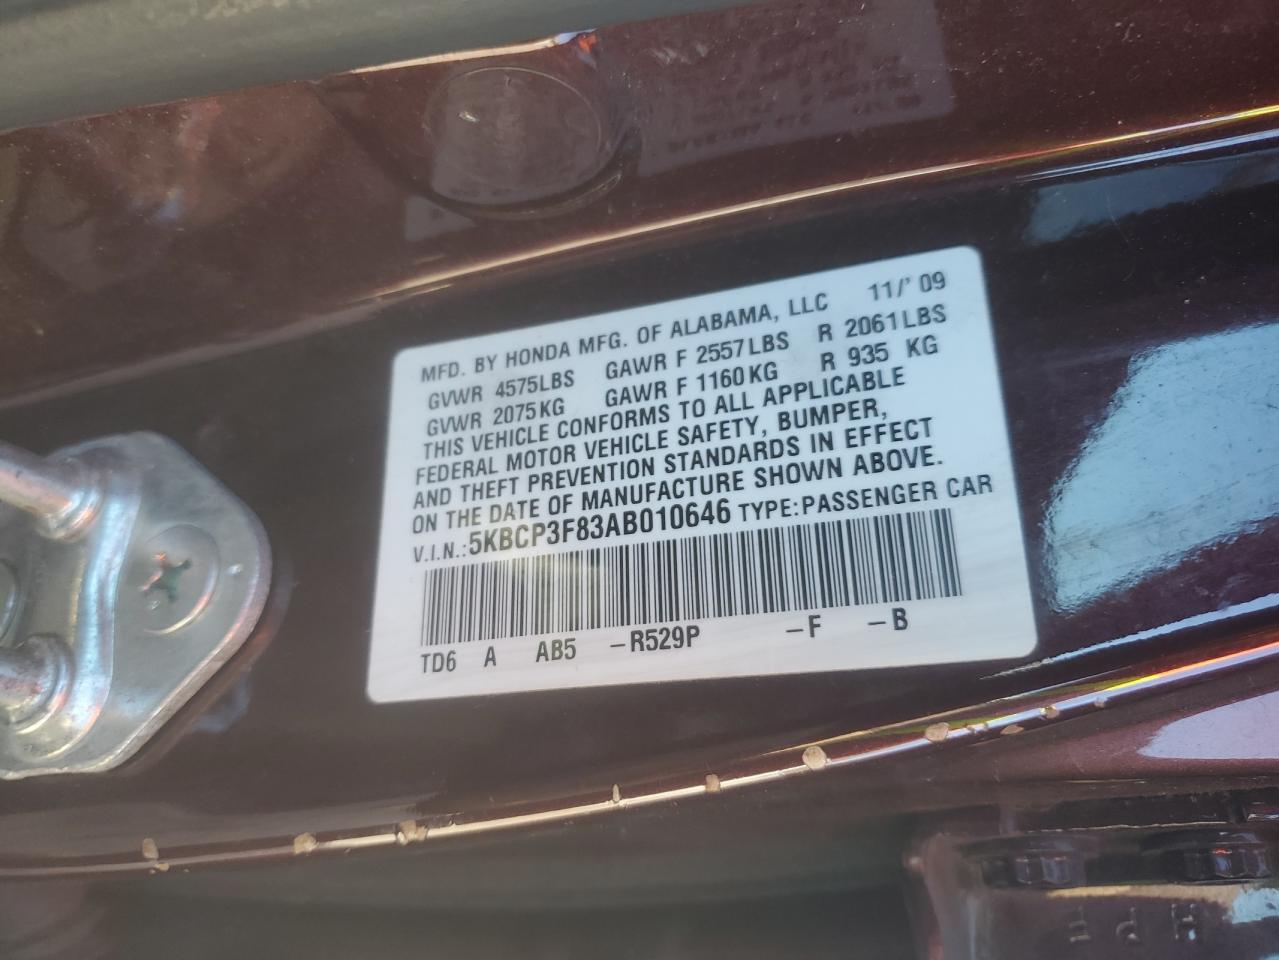 MFD. BY HONDA MFG. OF ALABAMA, LLC 11/'09
GVWR 4575LBS GAWR F 2557LBS R 2061LBS
GVWR 2075KG GAWR F 1160KG R 935 KG
THIS VEHICLE CONFORMS TO ALL APPLICABLE
FEDERAL MOTOR VEHICLE SAFETY, BUMPER,
AND THEFT PREVENTION STANDARDS IN EFFECT
ON THE DATE OF MANUFACTURE SHOWN ABOVE.
V.I.N.: 5KBCP3F83AB010646 TYPE: PASSENGER CAR
TD6 A AB5 -R529P -F -B